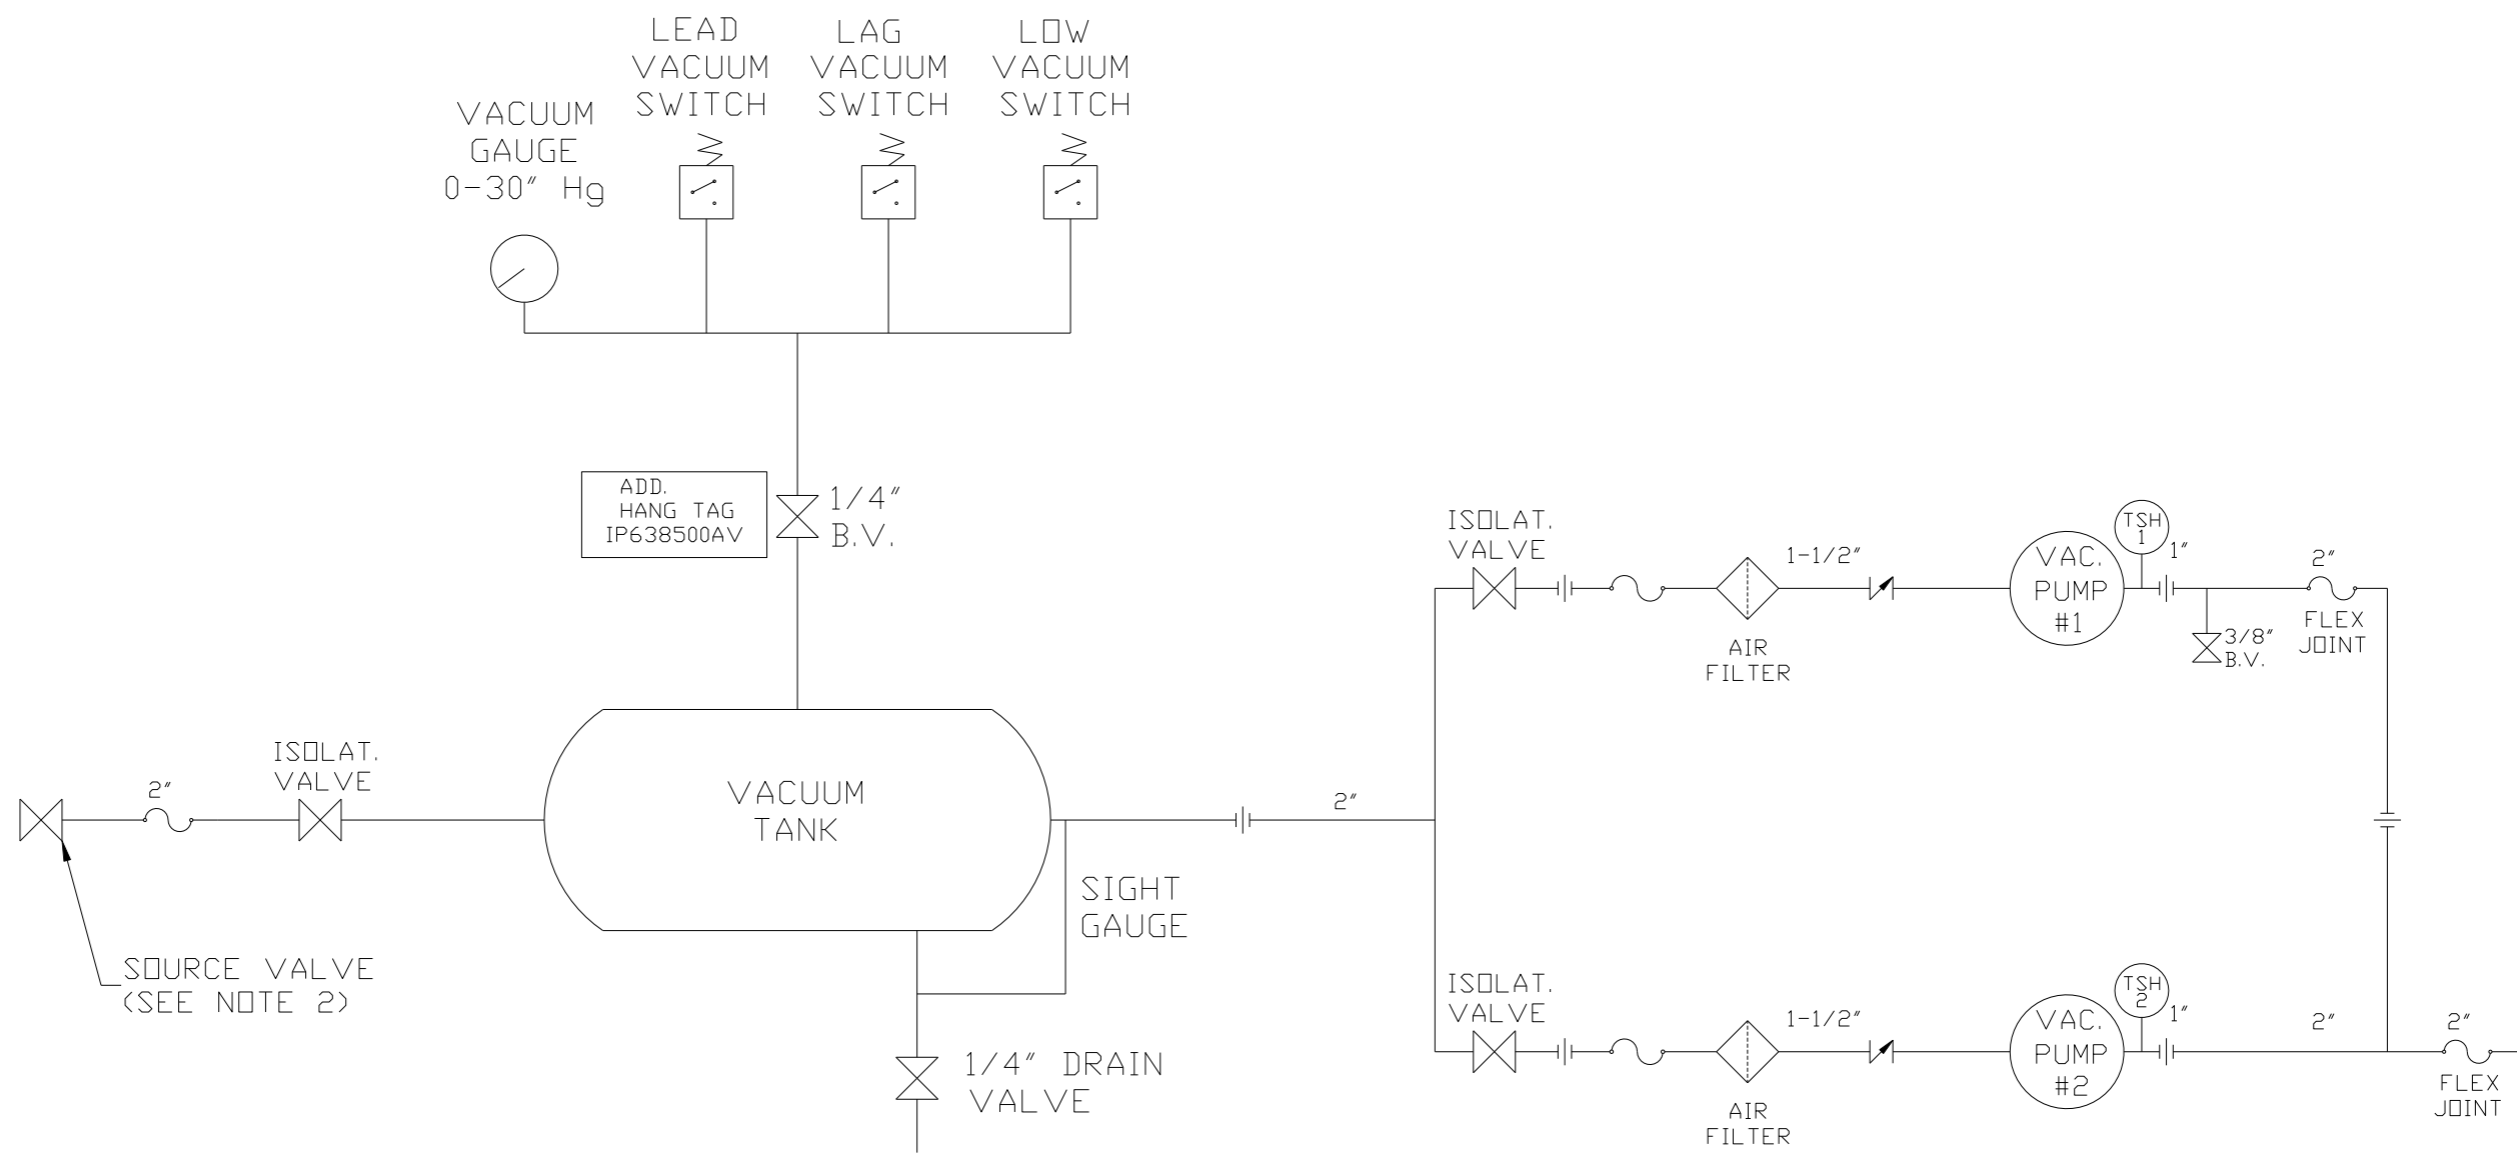 LEAD
VACUUM
SWITCH
LAG
VACUUM
SWITCH
LOW
VACUUM
SWITCH
VACUUM
GAUGE
0-30" Hg
ADD.
HANG TAG
IP638500AV
1/4"
B.V.
ISOLAT.
VALVE
1-1/2"
AIR
FILTER
VAC.
PUMP
#1
TSH
1
1"
3/8"
B.V.
2"
FLEX
JOINT
ISOLAT.
VALVE
2"
VACUUM
TANK
2"
SIGHT
GAUGE
SOURCE VALVE
(SEE NOTE 2)
1/4" DRAIN
VALVE
ISOLAT.
VALVE
1-1/2"
AIR
FILTER
VAC.
PUMP
#2
TSH
2
1"
2"
2"
FLEX
JOINT